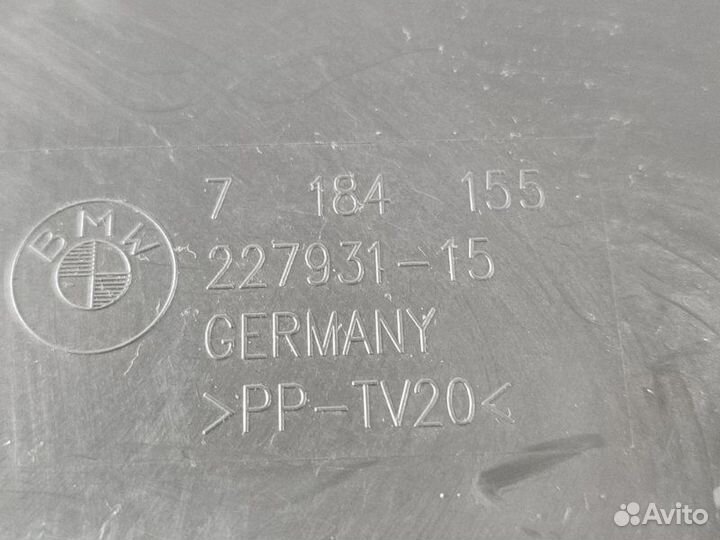 BMW
7 184 155
227931-15
GERMANY
>PP-TV20<
Avito